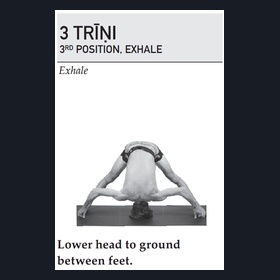 3 TRĪṆI
3RD POSITION, EXHALE
Exhale
Lower head to ground
between feet.